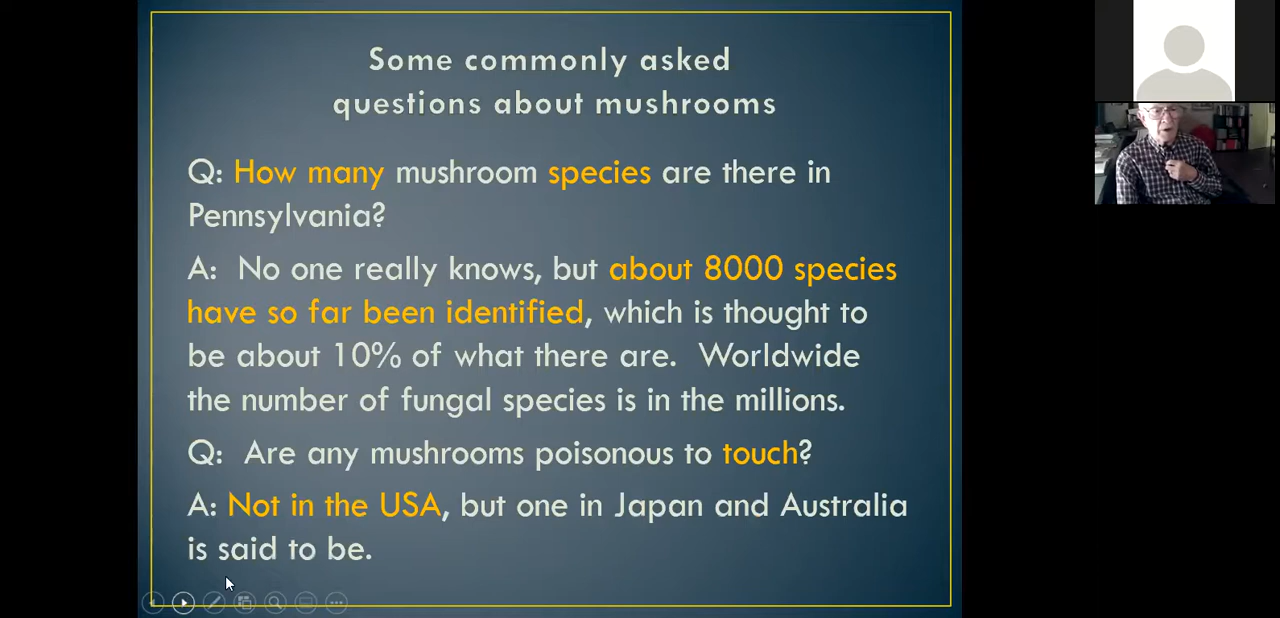 Some commonly asked
questions about mushrooms
Q: How many mushroom species are there in
Pennsylvania?
A: No one really knows, but about 8000 species
have so far been identified, which is thought to
be about 10% of what there are. Worldwide
the number of fungal species is in the millions.
Q: Are any mushrooms poisonous to touch?
A: Not in the USA, but one in Japan and Australia
is said to be.